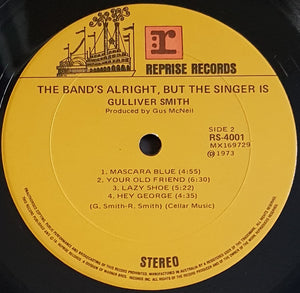 r
REPRISE RECORDS
THE BAND'S ALRIGHT, BUT THE SINGER IS
GULLIVER SMITH
Produced by Gus McNeil
SIDE 2
RS-4001
MX169729
℗1973
1. MASCARA BLUE (4:55)
2. YOUR OLD FRIEND (6:30)
3. LAZY SHOE (5:22)
4. HEY GEORGE (4:35)
(G. Smith-R. Smith) (Cellar Music)
STEREO